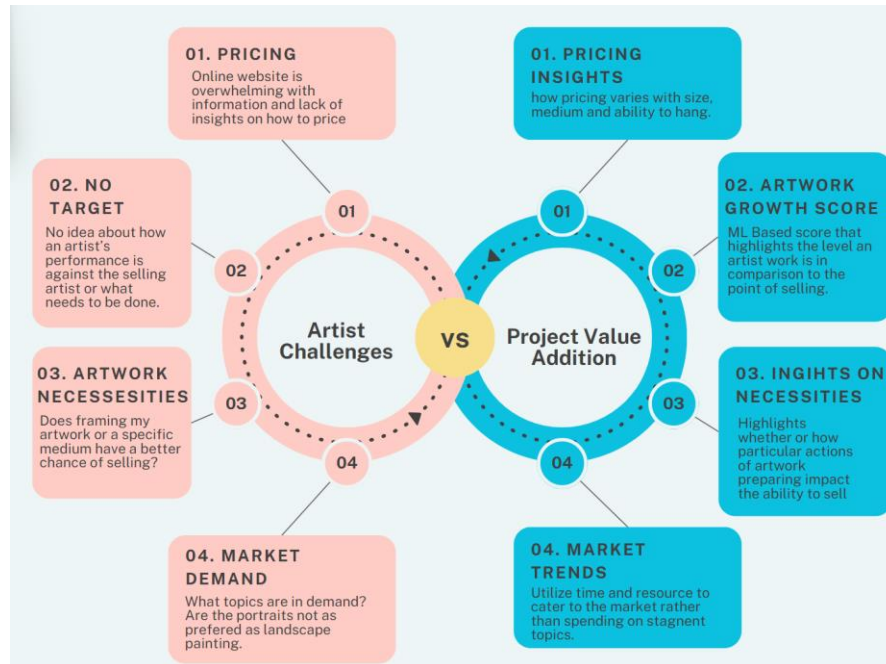 01. PRICING
Online website is
overwhelming with
information and lack of
insights on how to price
02. NO
TARGET
No idea about how
an artist's
performance is
against the selling
artist or what
needs to be done.
03. ARTWORK
NECESSESITIES
Does framing my
artwork or a specific
medium have a better
chance of selling?
04. MARKET
DEMAND
What topics are in demand?
Are the portraits not as
prefered as landscape
painting.
01
02
03
04
Artist
Challenges
VS
Project Value
Addition
01
02
03
04
01. PRICING
INSIGHTS
how pricing varies with size,
medium and ability to hang.
02. ARTWORK
GROWTH SCORE
ML Based score that
highlights the level an
artist work is in
comparison to the
point of selling.
03. INGIHTS ON
NECESSITIES
Highlights
whether or how
particular actions
of artwork
preparing impact
the ability to sell
04. MARKET
TRENDS
Utilize time and resource to
cater to the market rather
than spending on stagnent
topics.